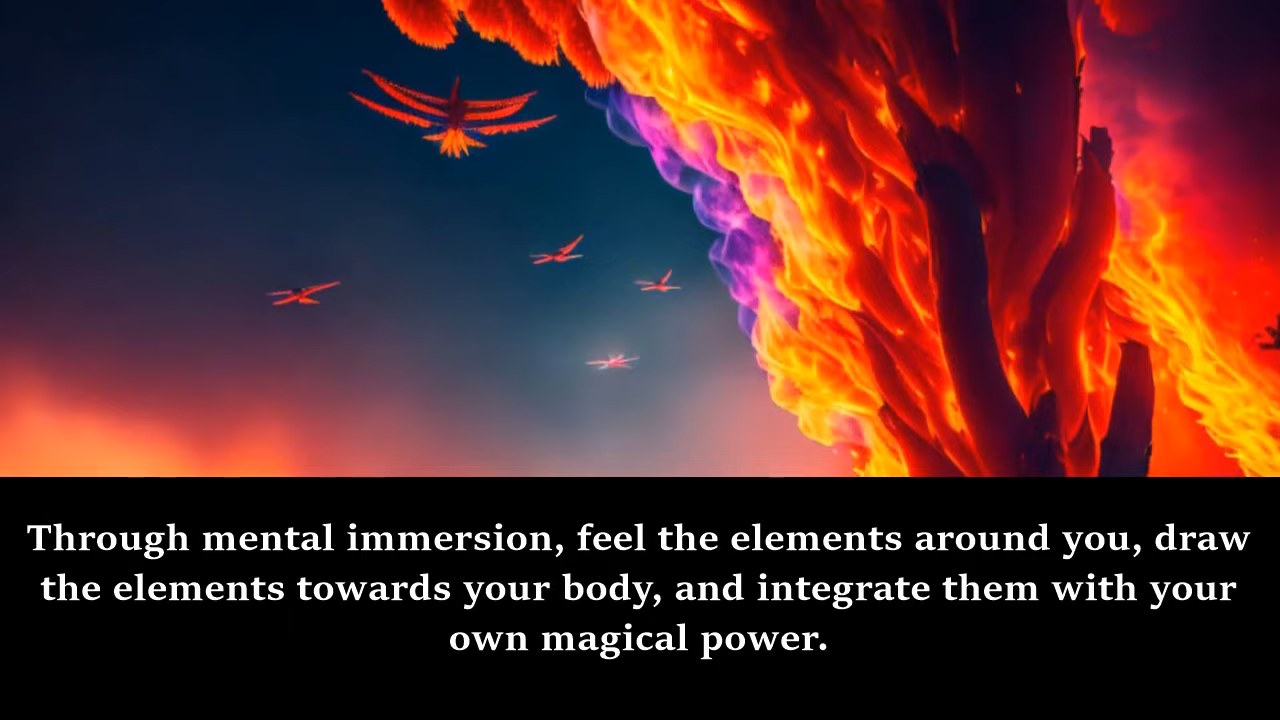 Through mental immersion, feel the elements around you, draw
the elements towards your body, and integrate them with your
own magical power.